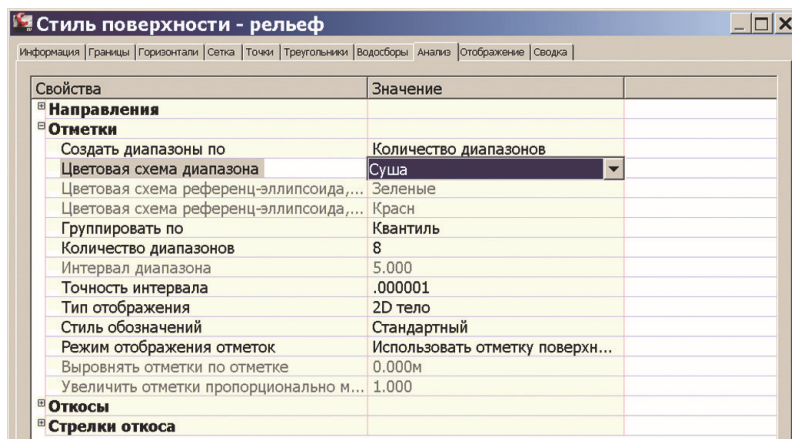 Стиль поверхности - рельеф
Информация Границы Горизонтали Сетка Точки Треугольники Водосборы Анализ Отображение Сводка
Свойства Значение
Направления
Отметки
Создать диапазоны по Количество диапазонов
Цветовая схема диапазона Суша
Цветовая схема референц-эллипсоида,... Зеленые
Цветовая схема референц-эллипсоида,... Красн
Группировать по Квантиль
Количество диапазонов 8
Интервал диапазона 5.000
Точность интервала .000001
Тип отображения 2D тело
Стиль обозначений Стандартный
Режим отображения отметок Использовать отметку поверхн...
Выровнять отметки по отметке 0.000м
Увеличить отметки пропорционально м... 1.000
Откосы
Стрелки откоса